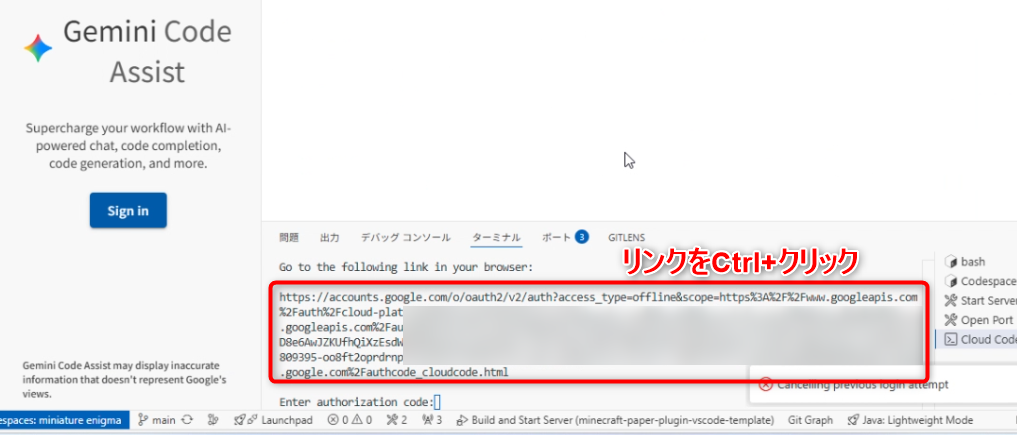 Gemini Code
Assist
Supercharge your workflow with AI-
powered chat, code completion,
code generation, and more.
Sign in
Gemini Code Assist may display inaccurate
information that doesn't represent Google's
views.
問題 出力 デバッグ コンソール ターミナル ポート 3 GITLENS
リンクをCtrl+クリック
Go to the following link in your browser:
https://accounts.google.com/o/oauth2/v2/auth?access_type=offline&scope=https%3A%2F%2Fwww.googleapis.com
%2Fauth%2Fcloud-plat
.googleapis.com%2Fau
D8e6AwJZKUfhQiXzEsdW
809395-oo8ft2oprdrnp
.google.com%2Fauthcode_cloudcode.html
Enter authorization code:
bash
Codespace
Start Server
Open Port
Cloud Code
Cancelling previous login attempt
espaces: miniature enigma main Launchpad 0 0 2 3 Build and Start Server (minecraft-paper-plugin-vscode-template) Git Graph Java: Lightweight Mode